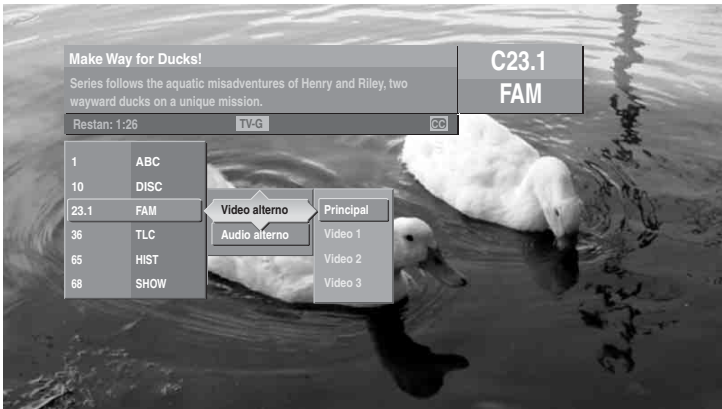 Make Way for Ducks!
Series follows the aquatic misadventures of Henry and Riley, two
wayward ducks on a unique mission.
Restan: 1:26 TV-G CC
C23.1
FAM
1 ABC
10 DISC
23.1 FAM
36 TLC
65 HIST
68 SHOW
Video alterno
Audio alterno
Principal
Video 1
Video 2
Video 3